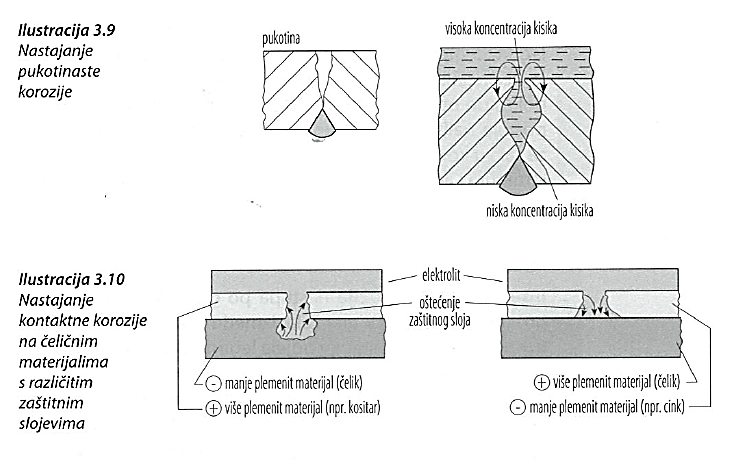 Ilustracija 3.9
Nastajanje
pukotinaste
korozije
pukotina
visoka koncentracija kisika
niska koncentracija kisika
Ilustracija 3.10
Nastajanje
kontaktne korozije
na čeličnim
materijalima
s različitim
zaštitnim
slojevima
elektrolit
oštećenje
zaštitnog sloja
- manje plemenit materijal (čelik)
+ više plemenit materijal (npr. kositar)
+ više plemenit materijal (čelik)
- manje plemenit materijal (npr. cink)